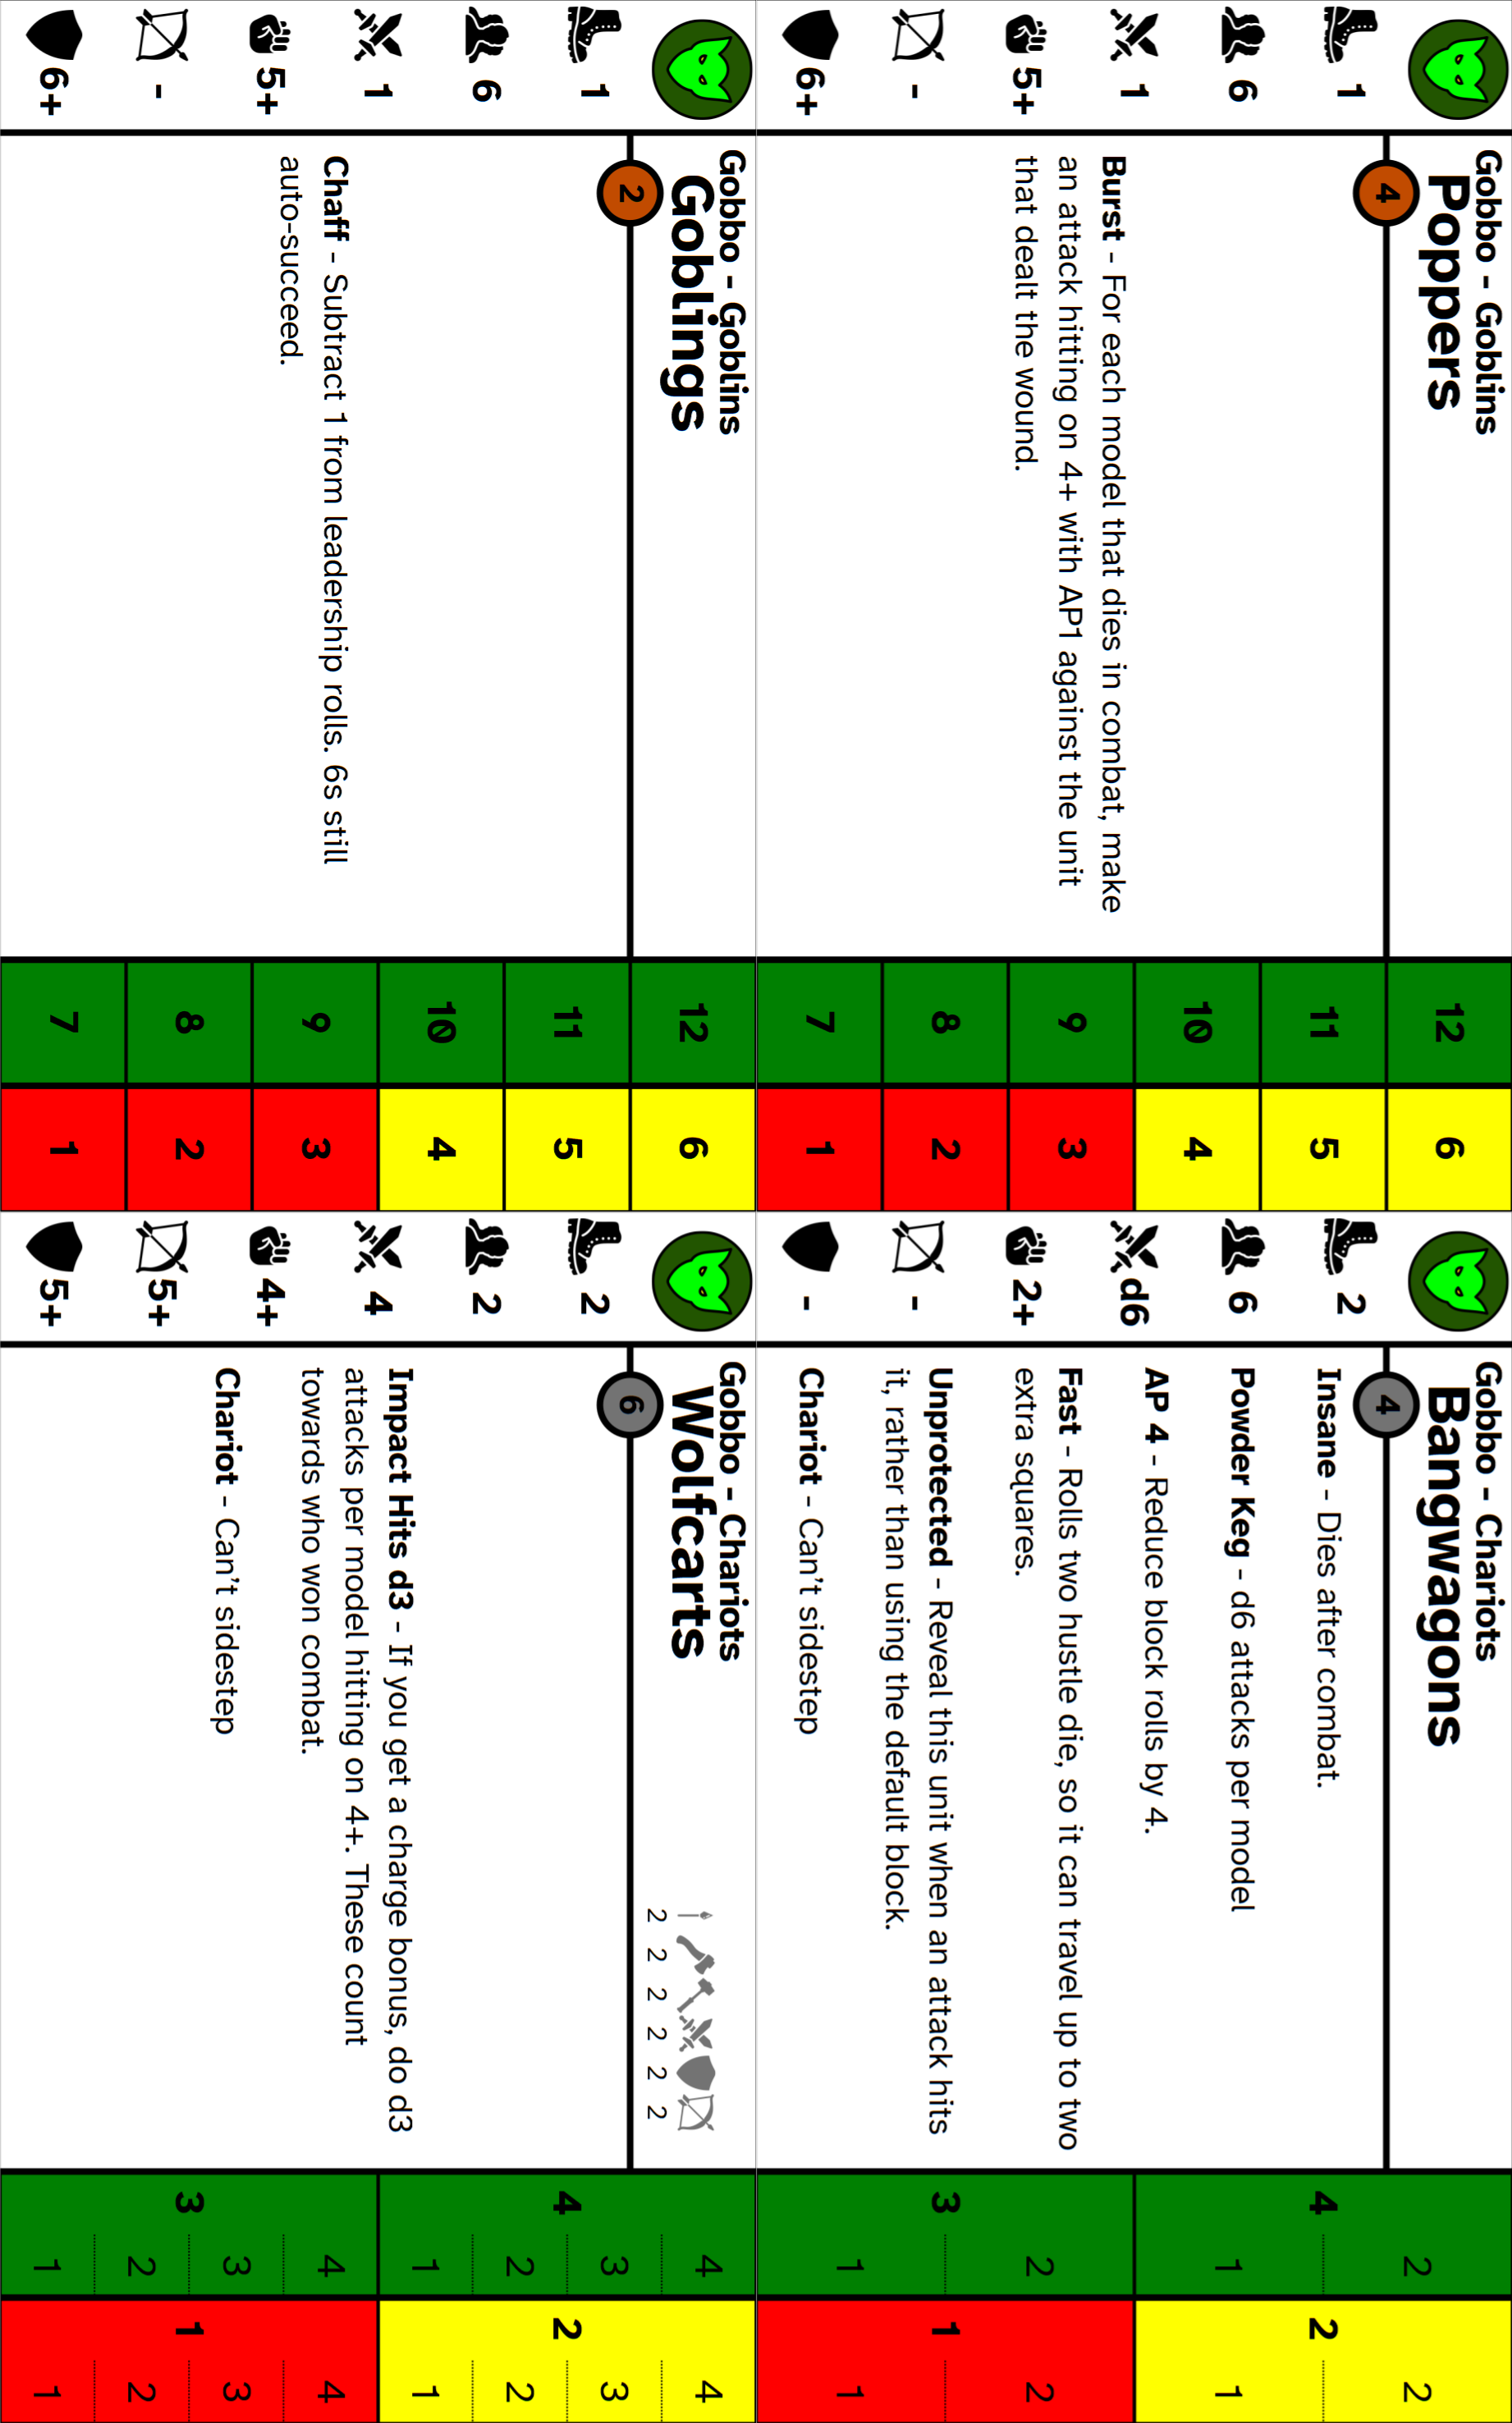 Gobbo - Goblins
Poppers
4
1
6
1
5+
-
6+
Burst - For each model that dies in combat, make
an attack hitting on 4+ with AP1 against the unit
that dealt the wound.
12 6
11 5
10 4
9 3
8 2
7 1
Gobbo - Chariots
Bangwagons
4
2
6
d6
2+
-
-
Insane - Dies after combat.
Powder Keg - d6 attacks per model
AP 4 - Reduce block rolls by 4.
Fast - Rolls two hustle die, so it can travel up to two
extra squares.
Unprotected - Reveal this unit when an attack hits
it, rather than using the default block.
Chariot - Can't sidestep
4
2
1
3
2
1
2
2
1
1
2
1
Gobbo - Goblins
Goblings
2
1
6
1
5+
-
6+
Chaff - Subtract 1 from leadership rolls. 6s still
auto-succeed.
12 6
11 5
10 4
9 3
8 2
7 1
Gobbo - Chariots
Wolfcarts
2 2 2 2 2 2
6
2
2
4
4+
5+
5+
Impact Hits d3 - If you get a charge bonus, do d3
attacks per model hitting on 4+. These count
towards who won combat.
Chariot - Can't sidestep
4
4
3
2
1
3
4
3
2
1
2
4
3
2
1
1
4
3
2
1